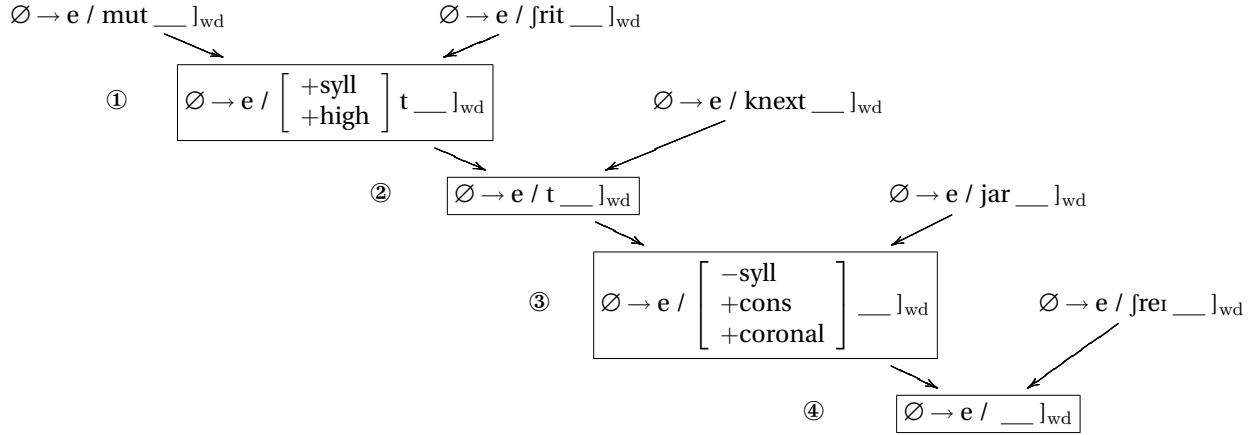 ∅ → e / mut ___ ]wd
∅ → e / ʃrit ___ ]wd
① ∅ → e / [ +syll
+high ] t ___ ]wd
∅ → e / knext ___ ]wd
② ∅ → e / t ___ ]wd
∅ → e / jar ___ ]wd
③ ∅ → e / [ −syll
+cons
+coronal ] ___ ]wd
∅ → e / ʃreɪ ___ ]wd
④ ∅ → e / ___ ]wd